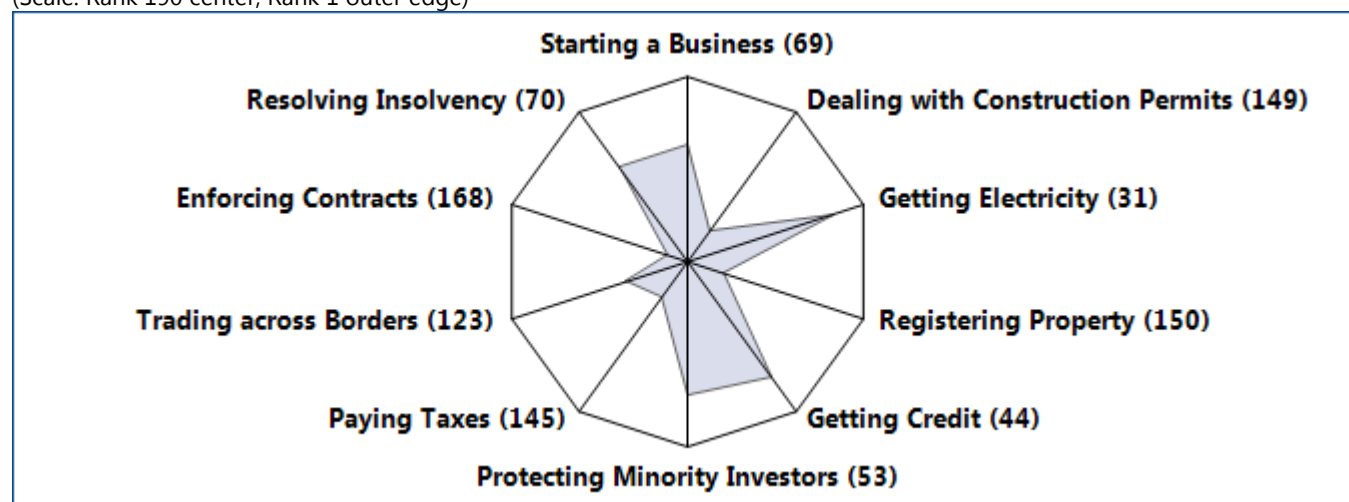 (Scale: Rank 190 center, Rank 1 outer edge)
Starting a Business (69)
Resolving Insolvency (70)
Dealing with Construction Permits (149)
Enforcing Contracts (168)
Getting Electricity (31)
Trading across Borders (123)
Registering Property (150)
Paying Taxes (145)
Getting Credit (44)
Protecting Minority Investors (53)